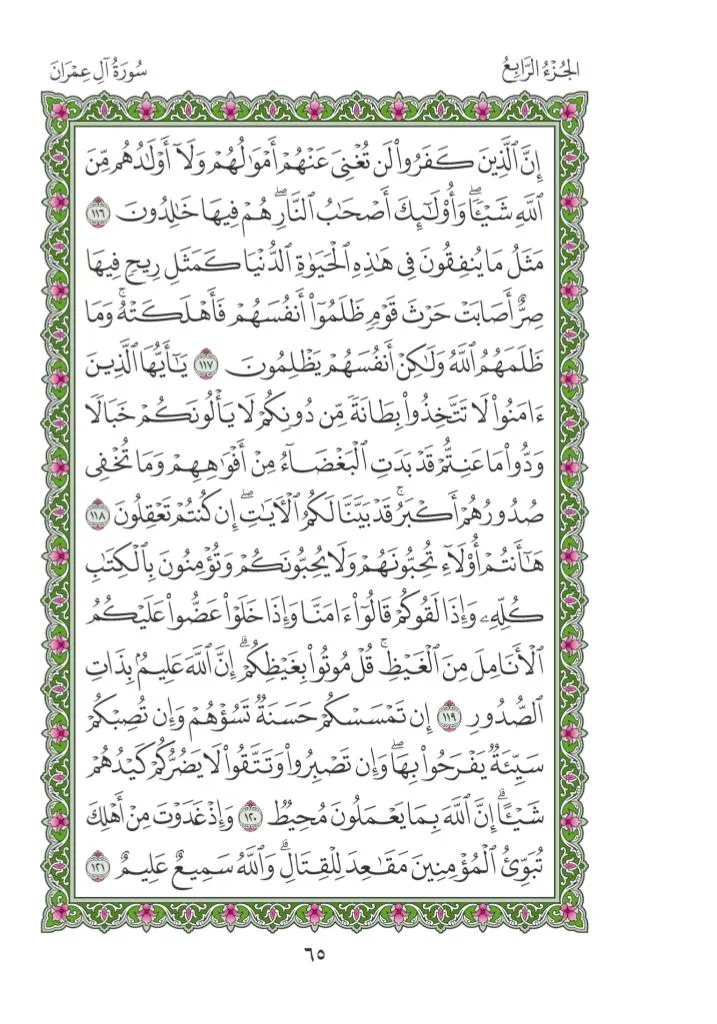 الجُزْءُ الرَّابِعُ
سُورَةُ آلِ عِمْرَانَ
إِنَّ ٱلَّذِينَ كَفَرُوا۟ لَن تُغْنِىَ عَنْهُمْ أَمْوَٰلُهُمْ وَلَآ أَوْلَٰدُهُم مِّنَ
ٱللَّهِ شَيْـًٔا ۖ وَأُو۟لَٰٓئِكَ أَصْحَٰبُ ٱلنَّارِ ۖ هُمْ فِيهَا خَٰلِدُونَ ١١٦
مَثَلُ مَا يُنفِقُونَ فِى هَٰذِهِ ٱلْحَيَوٰةِ ٱلدُّنْيَا كَمَثَلِ رِيحٍ فِيهَا
صِرٌّ أَصَابَتْ حَرْثَ قَوْمٍ ظَلَمُوٓا۟ أَنفُسَهُمْ فَأَهْلَكَتْهُ ۚ وَمَا
ظَلَمَهُمُ ٱللَّهُ وَلَٰكِنْ أَنفُسَهُمْ يَظْلِمُونَ ١١٧ يَٰٓأَيُّهَا ٱلَّذِينَ
ءَامَنُوا۟ لَا تَتَّخِذُوا۟ بِطَانَةً مِّن دُونِكُمْ لَا يَأْلُونَكُمْ خَبَالًا
وَدُّوا۟ مَا عَنِتُّمْ قَدْ بَدَتِ ٱلْبَغْضَآءُ مِنْ أَفْوَٰهِهِمْ وَمَا تُخْفِى
صُدُورُهُمْ أَكْبَرُ ۚ قَدْ بَيَّنَّا لَكُمُ ٱلْـَٔايَٰتِ ۖ إِن كُنتُمْ تَعْقِلُونَ ١١٨
هَٰٓأَنتُمْ أُو۟لَآءِ تُحِبُّونَهُمْ وَلَا يُحِبُّونَكُمْ وَتُؤْمِنُونَ بِٱلْكِتَٰبِ
كُلِّهِۦ وَإِذَا لَقُوكُمْ قَالُوٓا۟ ءَامَنَّا وَإِذَا خَلَوْا۟ عَضُّوا۟ عَلَيْكُمُ
ٱلْأَنَامِلَ مِنَ ٱلْغَيْظِ ۚ قُلْ مُوتُوا۟ بِغَيْظِكُمْ ۗ إِنَّ ٱللَّهَ عَلِيمٌۢ بِذَاتِ
ٱلصُّدُورِ ١١٩ إِن تَمْسَسْكُمْ حَسَنَةٌ تَسُؤْهُمْ وَإِن تُصِبْكُمْ
سَيِّئَةٌ يَفْرَحُوا۟ بِهَا ۖ وَإِن تَصْبِرُوا۟ وَتَتَّقُوا۟ لَا يَضُرُّكُمْ كَيْدُهُمْ
شَيْـًٔا ۗ إِنَّ ٱللَّهَ بِمَا يَعْمَلُونَ مُحِيطٌ ١٢٠ وَإِذْ غَدَوْتَ مِنْ أَهْلِكَ
تُبَوِّئُ ٱلْمُؤْمِنِينَ مَقَٰعِدَ لِلْقِتَالِ ۗ وَٱللَّهُ سَمِيعٌ عَلِيمٌ ١٢١
٦٥